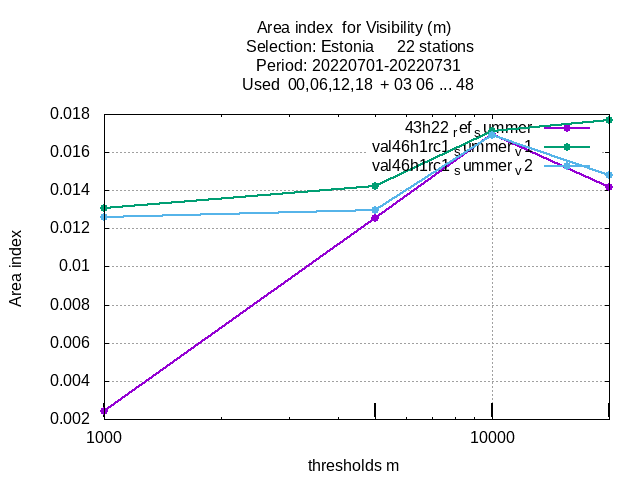 Area index  for Visibility (m)
Selection: Estonia     22 stations
Period: 20220701-20220731
Used  00,06,12,18  + 03 06 ... 48
43h22_ref_summer
val46h1rc1_summer_v1
val46h1rc1_summer_v2
0.018
0.016
0.014
0.012
0.01
0.008
0.006
0.004
0.002
Area index
1000
10000
thresholds m